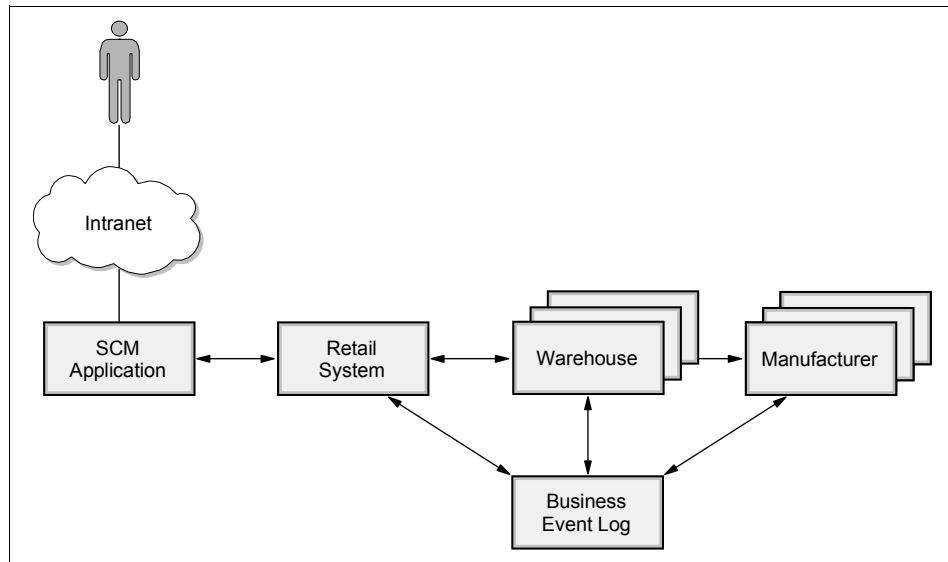 Intranet
SCM
Application
Retail
System
Warehouse
Manufacturer
Business
Event Log